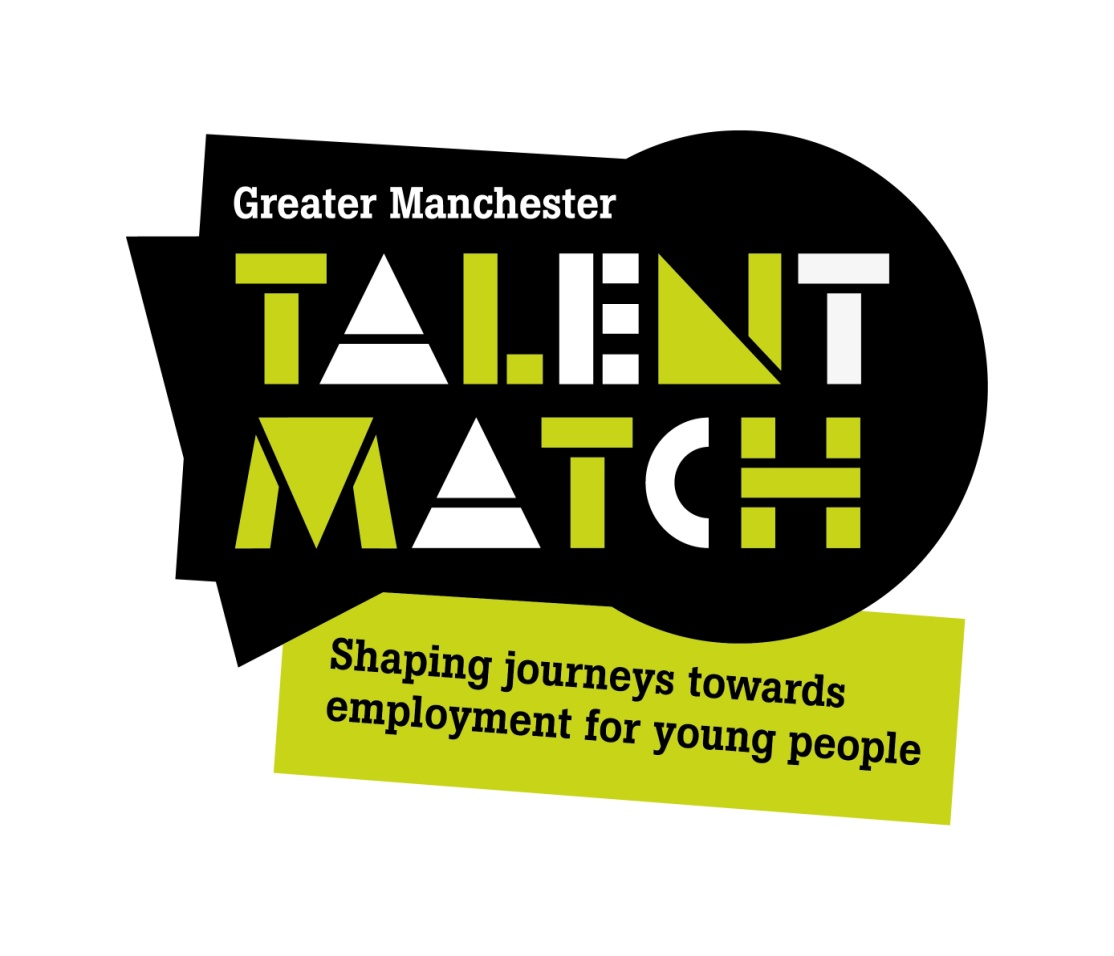 Greater Manchester
TALENT
MATCH
Shaping journeys towards
employment for young people